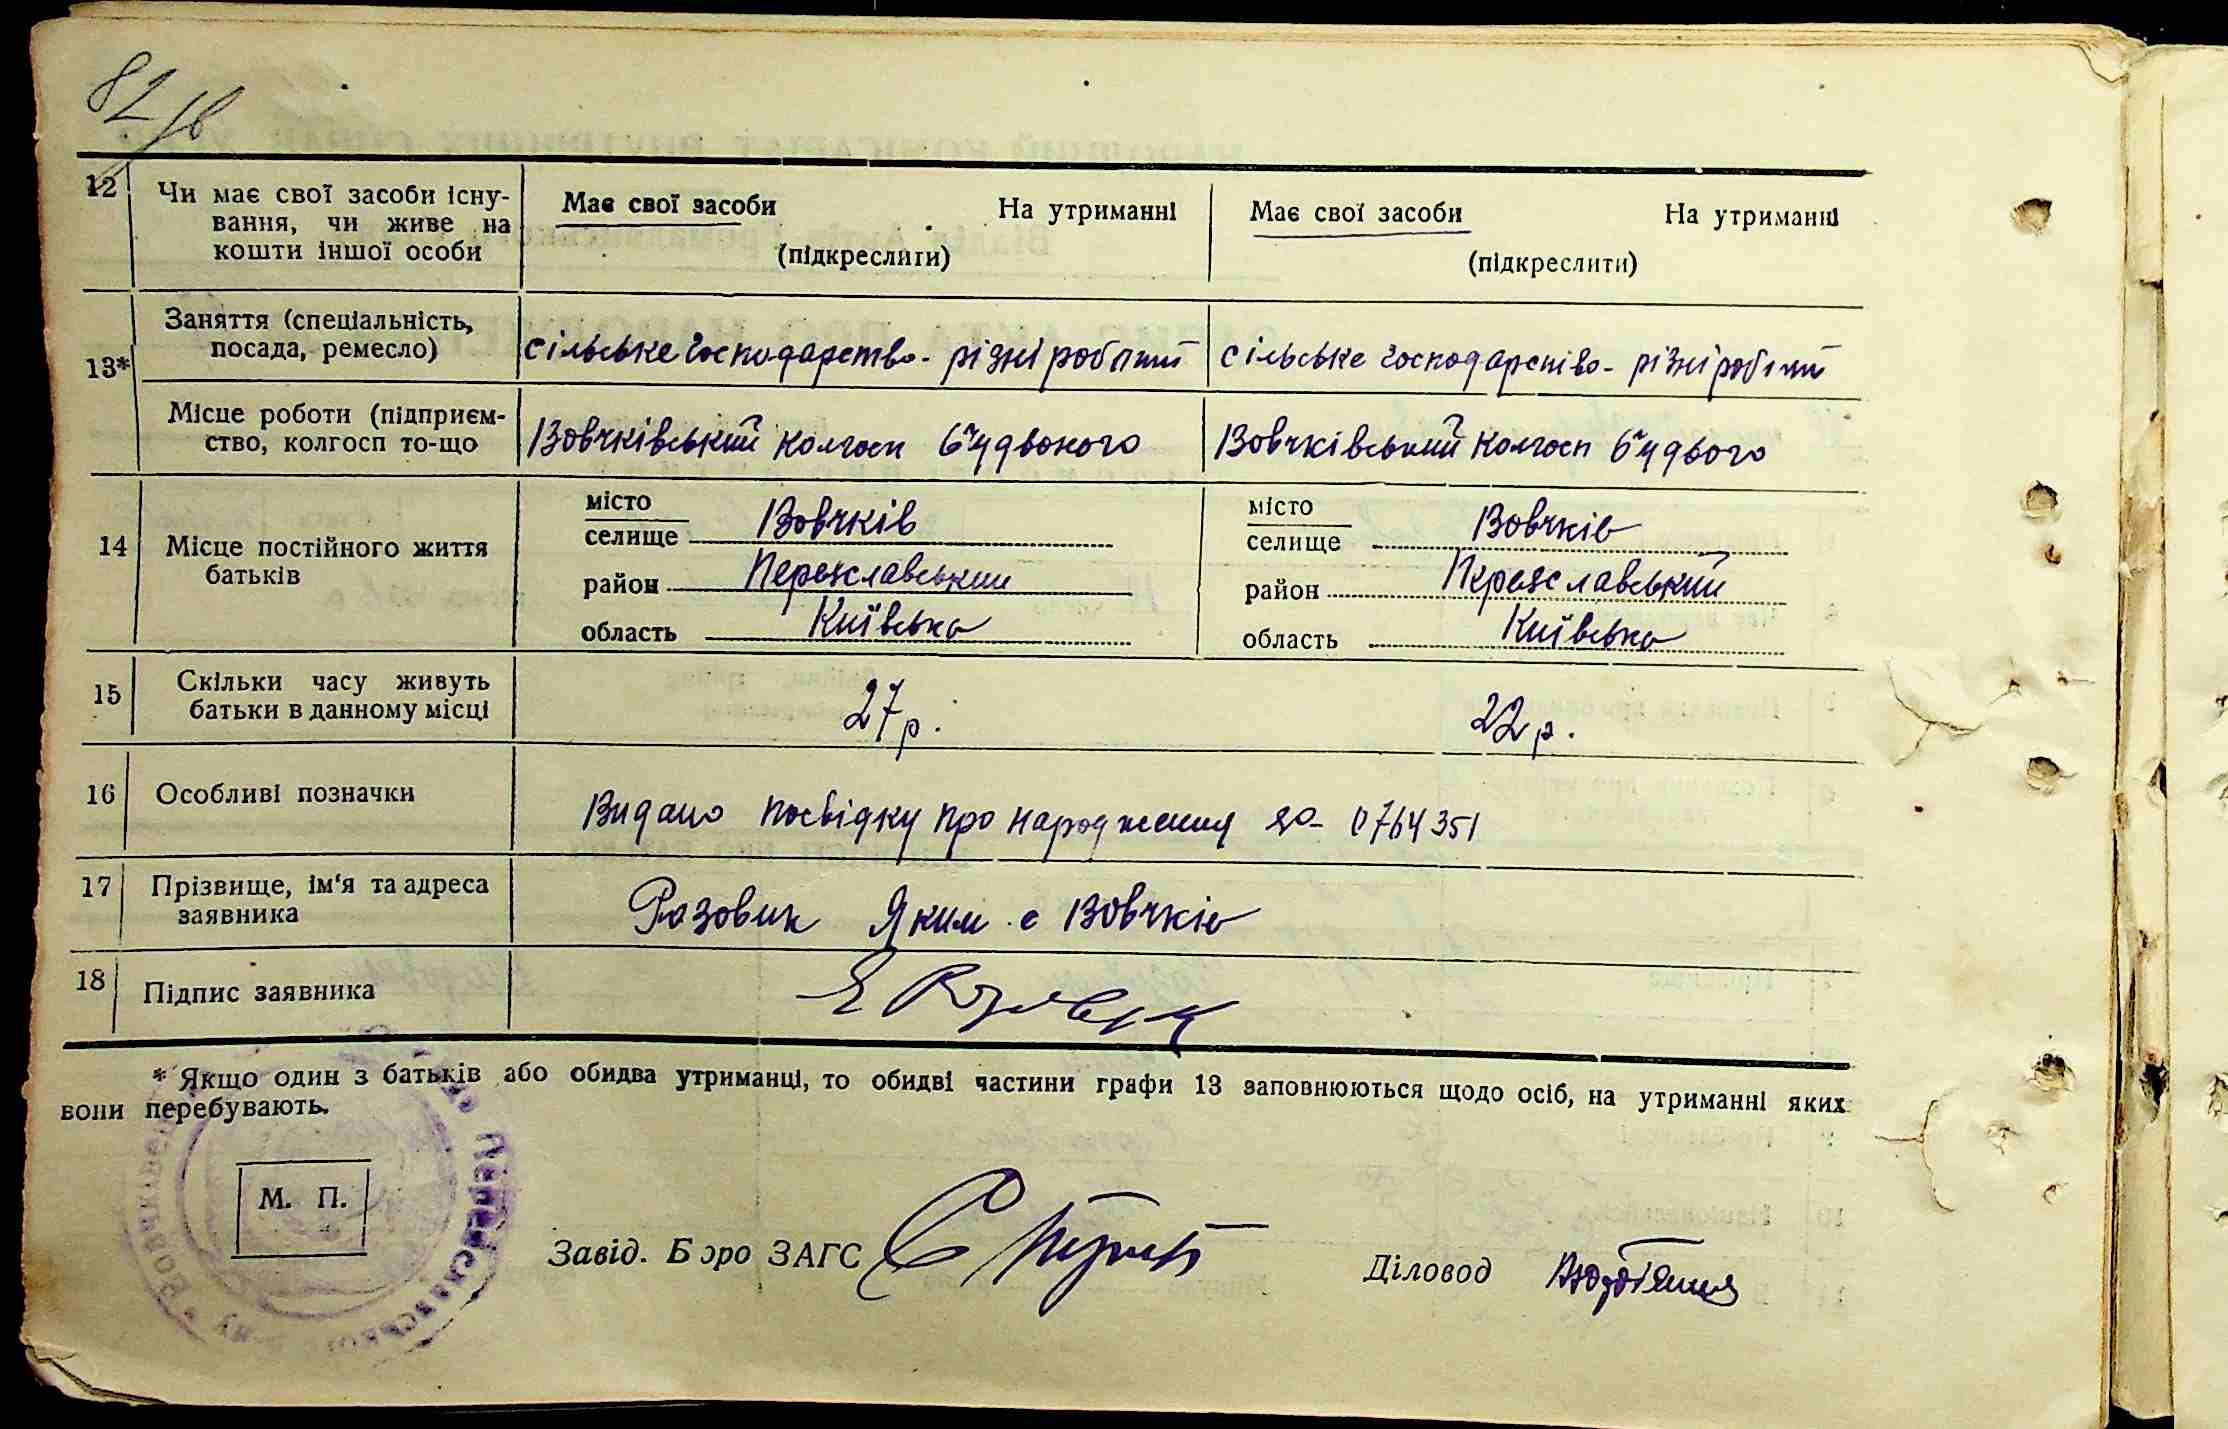 82 зв
12 Чи має свої засоби існу-
вання, чи живе на
кошти іншої особи
Має свої засоби На утриманні
(підкреслити)
Має свої засоби На утриманні
(підкреслити)
13* Заняття (спеціальність,
посада, ремесло)
сільське господарство - різні роботи
сільське господарство - різні роботи
Місце роботи (підприєм-
ство, колгосп то-що
Вовчківський колгосп
Вовчківський колгосп
14 Місце постійного життя
батьків
місто
селище Вовчків
район Переяславський
область Київська
місто
селище Вовчків
район Переяславський
область Київська
15 Скільки часу живуть
батьки в данному місці
27 р.
22 р.
16 Особливі позначки
Видано посвідку про народження 0764351
17 Прізвище, ім'я та адреса
заявника
Розовик Яким с Вовчків
18 Підпис заявника
* Якщо один з батьків або обидва утриманці, то обидві частини графи 13 заповнюються щодо осіб, на утриманні яких
вони перебувають.
М. П.
Завід. Бюро ЗАГС
Діловод